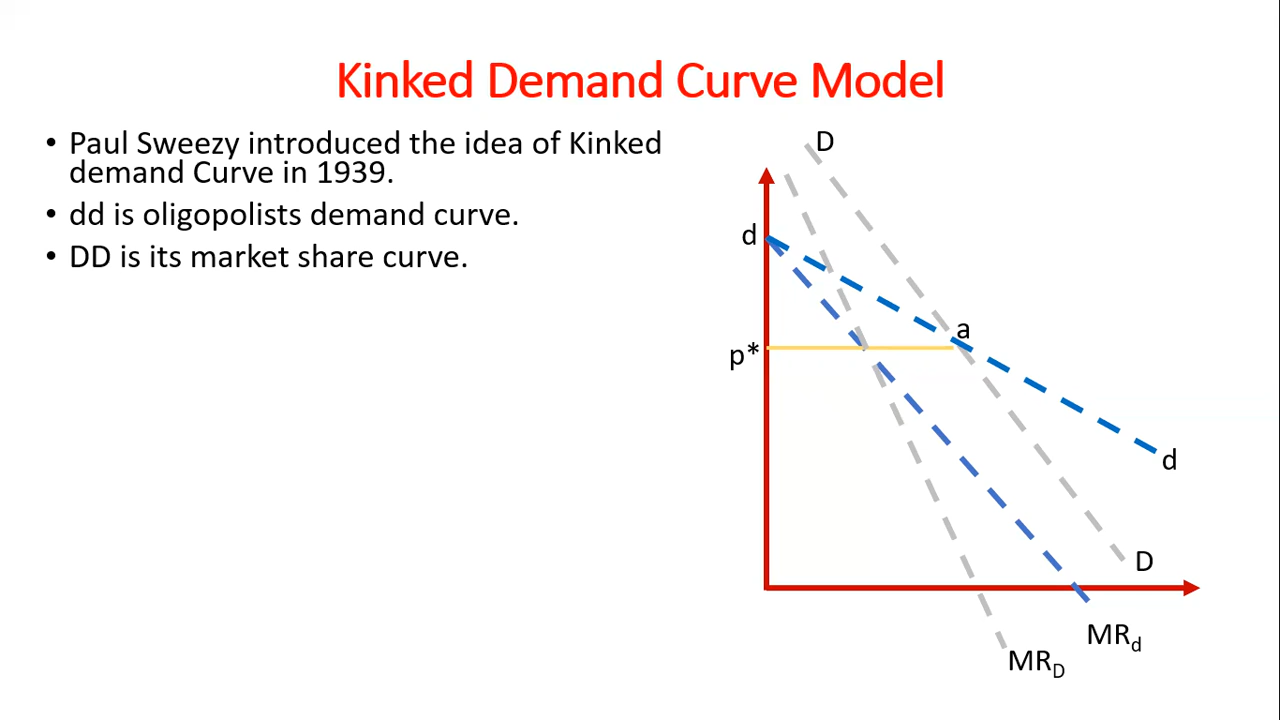 Kinked Demand Curve Model
• Paul Sweezy introduced the idea of Kinked
demand Curve in 1939.
• dd is oligopolists demand curve.
• DD is its market share curve.
D
d
a
p*
d
D
MRd
MRD